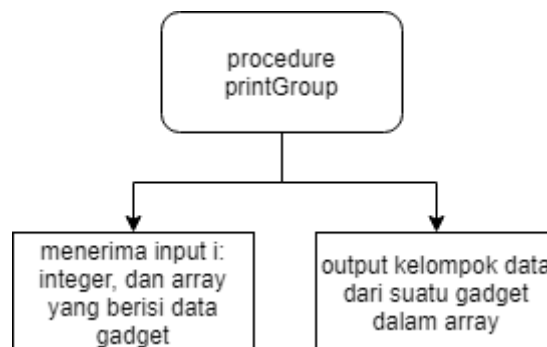 procedure
printGroup
menerima input i:
integer, dan array
yang berisi data
gadget
output kelompok data
dari suatu gadget
dalam array